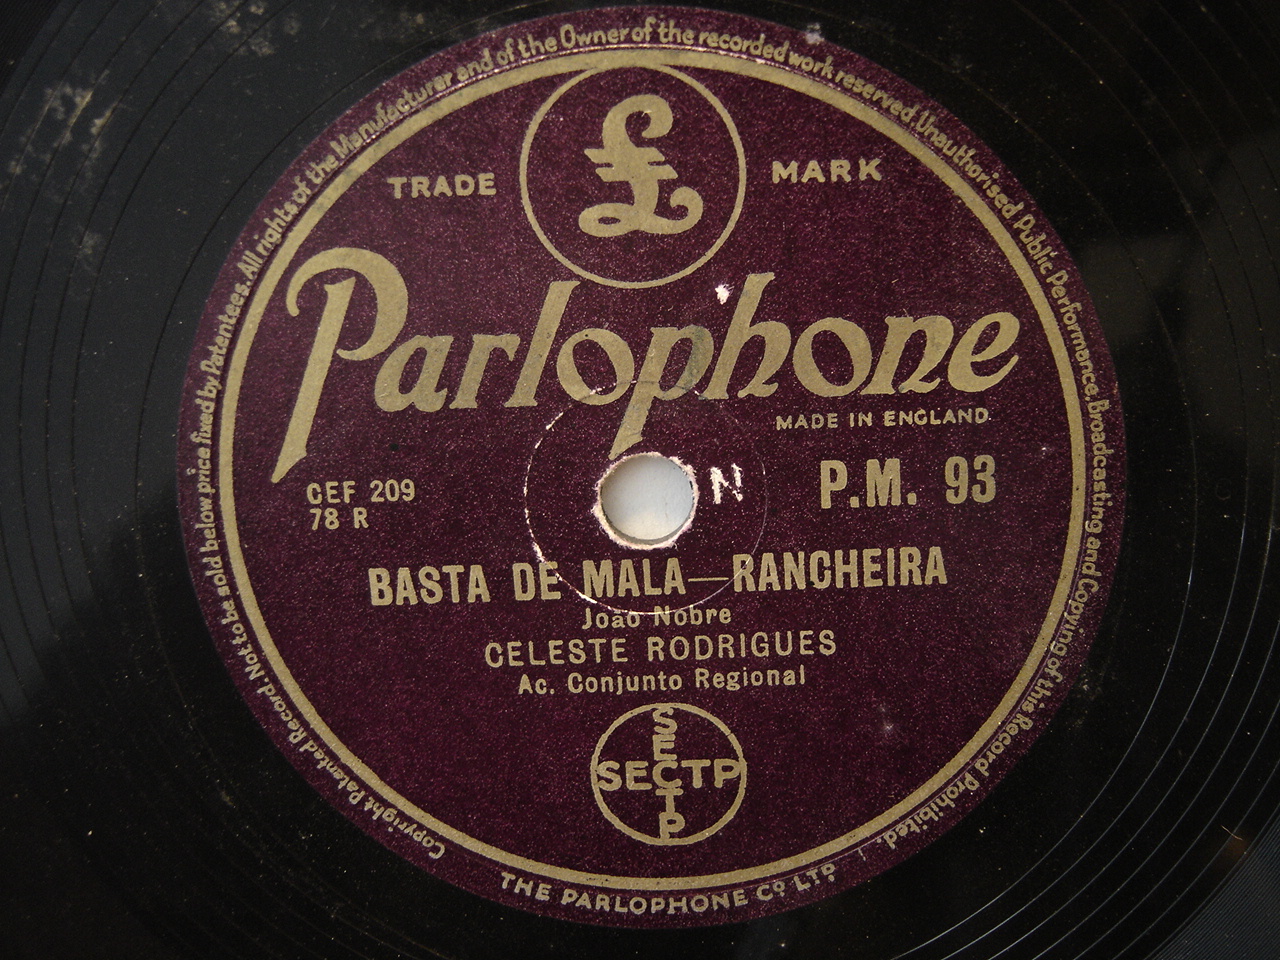 TRADE £ MARK
Parlophone
MADE IN ENGLAND
CEF 209
78 R
N
P.M. 93
BASTA DE MALA—RANCHEIRA
João Nobre
CELESTE RODRIGUES
Ac. Conjunto Regional
SECTP
SECTP
THE PARLOPHONE Cº LTD
Copyright Patented Record. Not to be sold below price fixed by Patentees. All rights of the Manufacturer and of the Owner of the recorded work reserved. Unauthorised Public Performance, Broadcasting and Copying of this Record Prohibited.